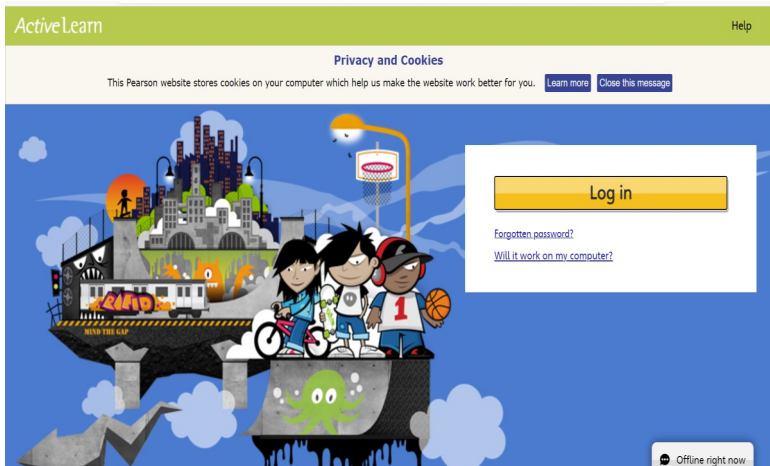 ActiveLearn
Help
Privacy and Cookies
This Pearson website stores cookies on your computer which help us make the website work better for you. Learn more Close this message
Log in
Forgotten password?
Will it work on my computer?
RAPID
MIND THE GAP
1
Offline right now